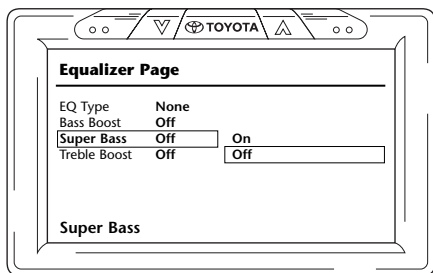 TOYOTA
Equalizer Page
EQ Type None
Bass Boost Off
Super Bass Off On
Treble Boost Off Off
Super Bass